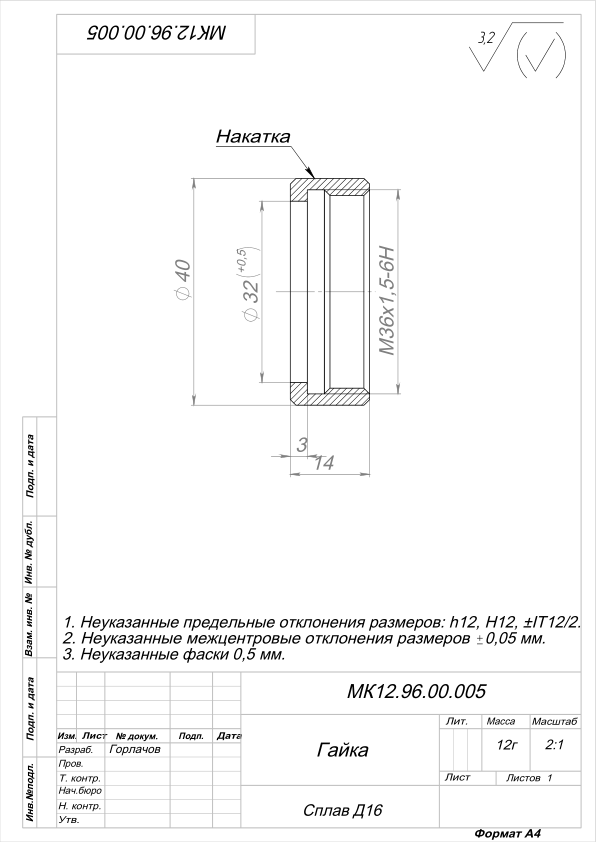 МК12.96.00.005
3,2
Накатка
⌀ 40
⌀ 32 (+0,5)
М36х1,5-6Н
3
14
Подп. и дата
Инв. № дубл.
Взам. инв. №
Подп. и дата
Инв.№подл.
1. Неуказанные предельные отклонения размеров: h12, H12, ±IT12/2.
2. Неуказанные межцентровые отклонения размеров ±0,05 мм.
3. Неуказанные фаски 0,5 мм.
МК12.96.00.005
Изм. Лист № докум. Подп. Дата
Разраб. Горлачов
Пров.
Т. контр.
Нач.бюро
Н. контр.
Утв.
Гайка
Сплав Д16
Лит. Масса Масштаб
12г 2:1
Лист Листов 1
Формат А4